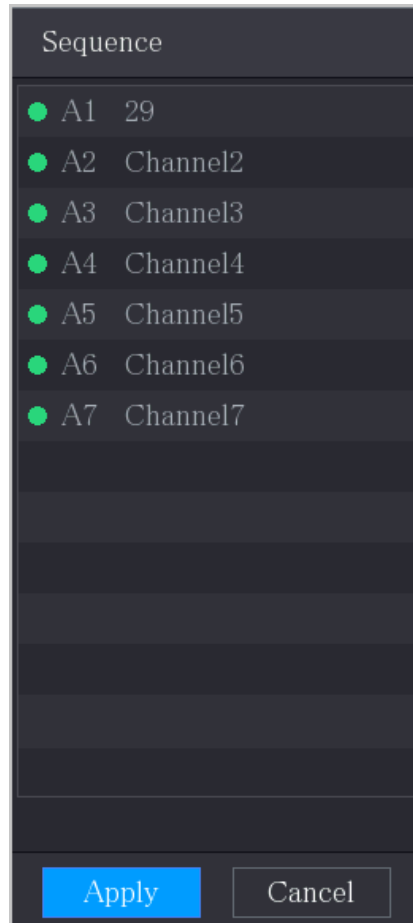 Sequence
A1 29
A2 Channel2
A3 Channel3
A4 Channel4
A5 Channel5
A6 Channel6
A7 Channel7
Apply Cancel